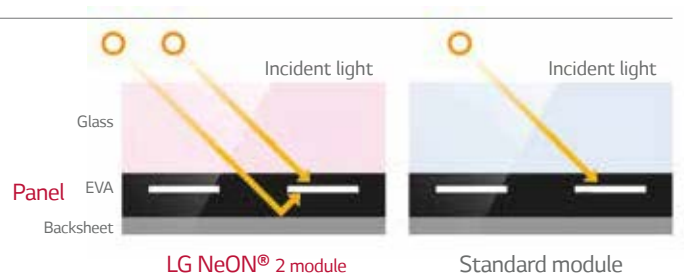 Incident light
Incident light
Glass
Panel
EVA
Backsheet
LG NeON® 2 module
Standard module